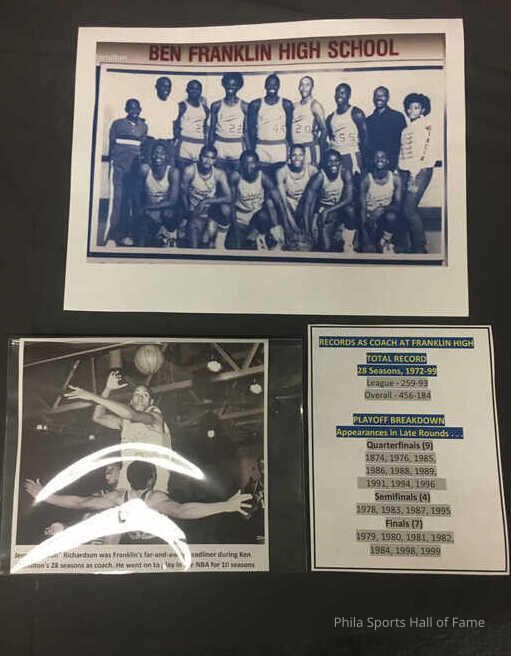 BEN FRANKLIN HIGH SCHOOL
RECORDS AS COACH AT FRANKLIN HIGH
TOTAL RECORD
28 Seasons, 1972-99
League - 259-93
Overall - 456-184
PLAYOFF BREAKDOWN
Appearances in Late Rounds . . .
Quarterfinals (9)
1874, 1976, 1985,
1986, 1988, 1989,
1991, 1994, 1996
Semifinals (4)
1978, 1983, 1987, 1995
Finals (7)
1979, 1980, 1981, 1982,
1984, 1998, 1999
Richardson was Franklin's far-and-away headliner during Ken
28 seasons as coach. He went on to play in the NBA for 10 seasons
Phila Sports Hall of Fame